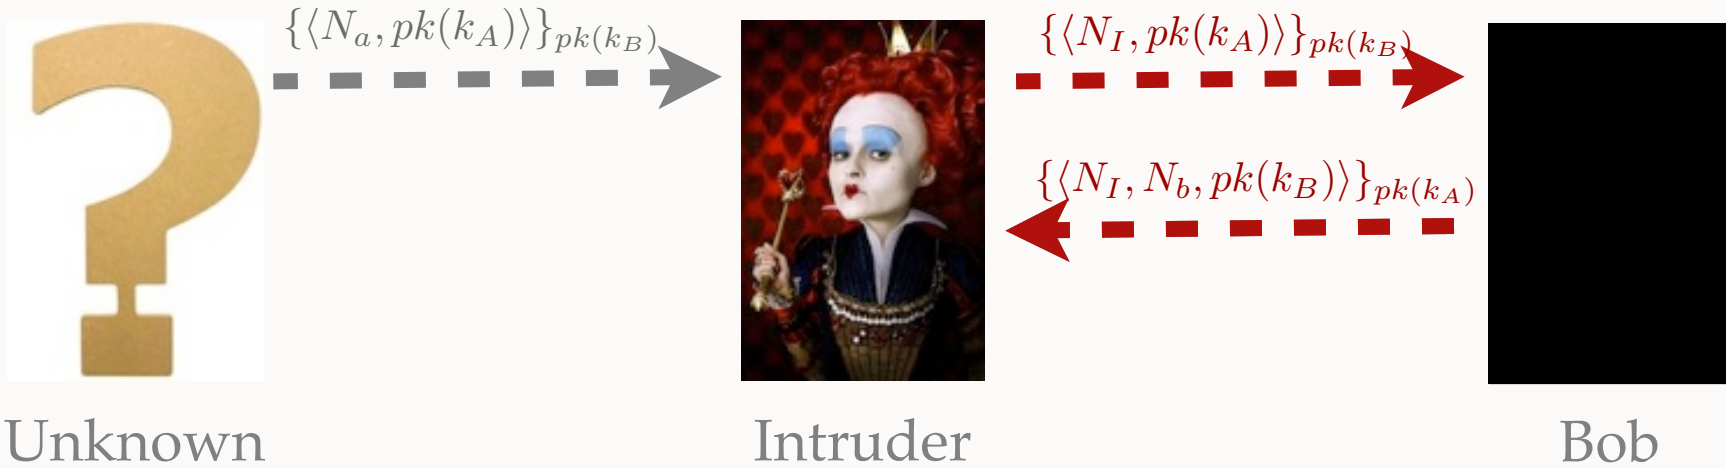 {⟨N_a, pk(k_A)⟩}_{pk(k_B)}
{⟨N_I, pk(k_A)⟩}_{pk(k_B)}
{⟨N_I, N_b, pk(k_B)⟩}_{pk(k_A)}
Unknown
Intruder
Bob